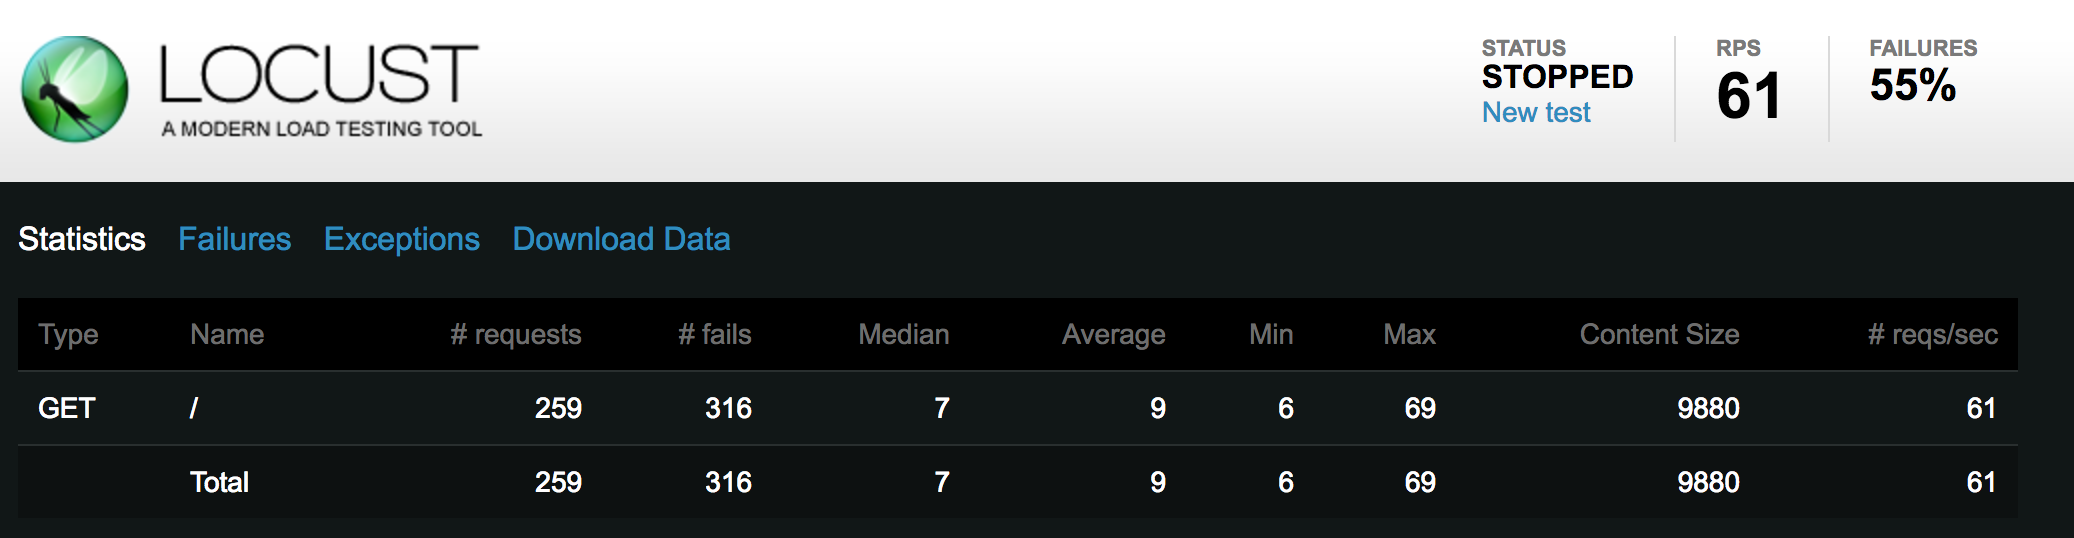 LOCUST
A MODERN LOAD TESTING TOOL
STATUS
STOPPED
New test
RPS
61
FAILURES
55%
Statistics Failures Exceptions Download Data
Type Name # requests # fails Median Average Min Max Content Size # reqs/sec
GET / 259 316 7 9 6 69 9880 61
Total 259 316 7 9 6 69 9880 61